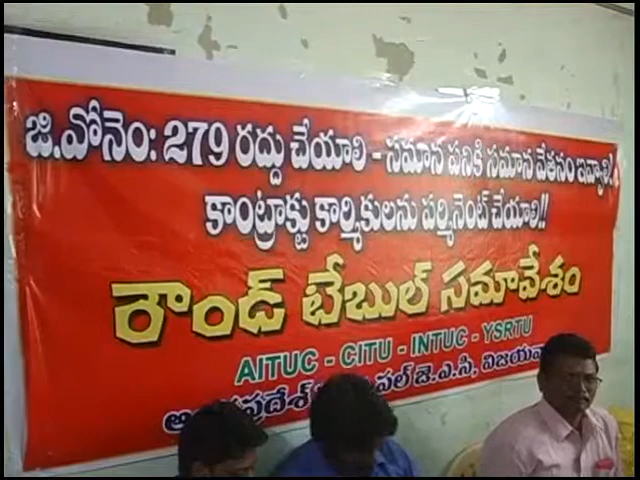 జి.వోనెం: 279 రద్దు చేయాలి - సమాన పనికి సమాన వేతనం ఇవ్వాలి!
కాంట్రాక్టు కార్మికులను పర్మినెంట్ చేయాలి!!
రౌండ్ టేబుల్ సమావేశం
AITUC - CITU - INTUC - YSRTU
జె.ఎ.సి,